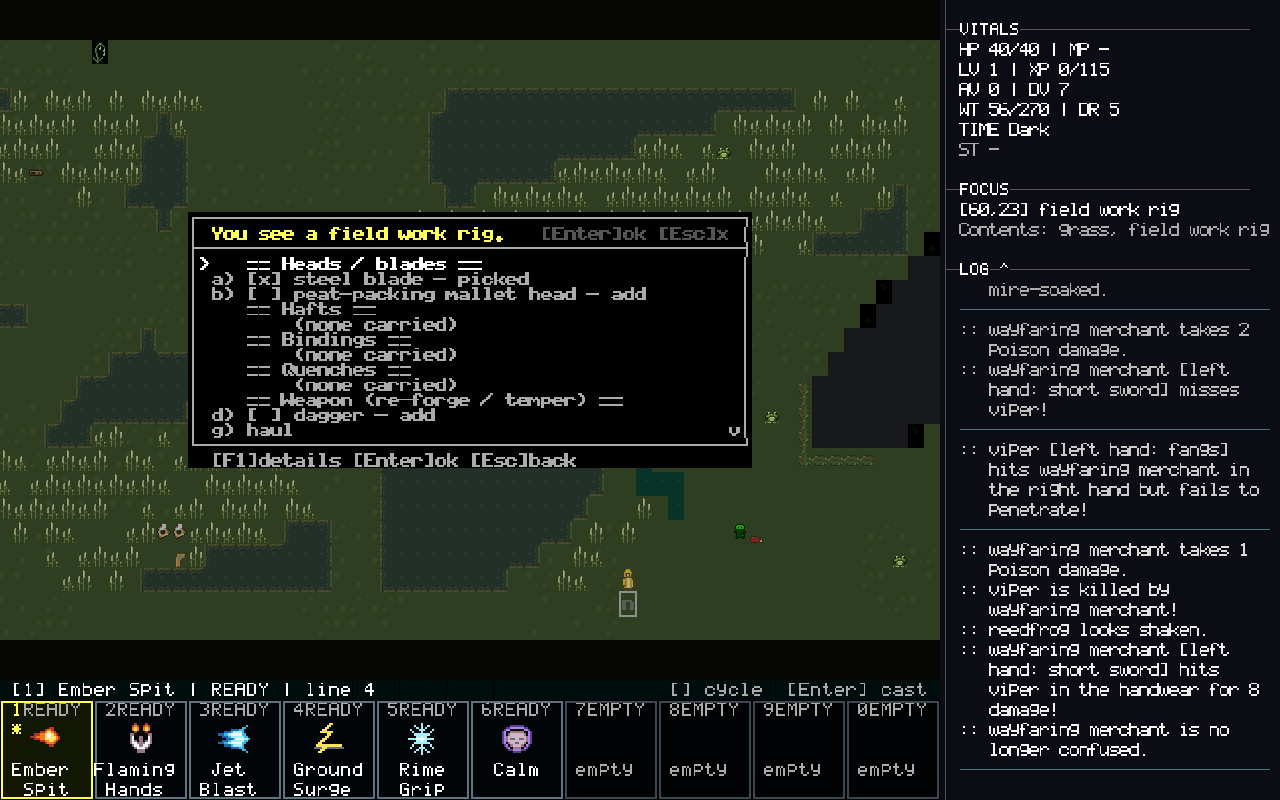 You see a field work rig. [Enter]ok [Esc]x
> == Heads / blades ==
a) [x] steel blade - picked
b) [ ] peat-packing mallet head - add
== Hafts ==
(none carried)
== Bindings ==
(none carried)
== Quenches ==
(none carried)
== Weapon (re-forge / temper) ==
d) [ ] dagger - add
g) haul v
[F1]details [Enter]ok [Esc]back
VITALS
HP 40/40 | MP -
LV 1 | XP 0/115
AV 0 | DV 7
WT 56/270 | DR 5
TIME Dark
ST -
FOCUS
[60,23] field work rig
Contents: grass, field work rig
LOG ^
mire-soaked.
:: wayfaring merchant takes 2
Poison damage.
:: wayfaring merchant [left
hand: short sword] misses
viper!
:: viper [left hand: fangs]
hits wayfaring merchant in
the right hand but fails to
Penetrate!
:: wayfaring merchant takes 1
Poison damage.
:: viper is killed by
wayfaring merchant!
:: reedfrog looks shaken.
:: wayfaring merchant [left
hand: short sword] hits
viper in the handwear for 8
damage!
:: wayfaring merchant is no
longer confused.
[1] Ember Spit | READY | line 4 [] cycle [Enter] cast
1READY 2READY 3READY 4READY 5READY 6READY 7EMPTY 8EMPTY 9EMPTY 0EMPTY
*
Ember Flaming Jet Ground Rime Calm empty empty empty empty
Spit Hands Blast Surge Grip